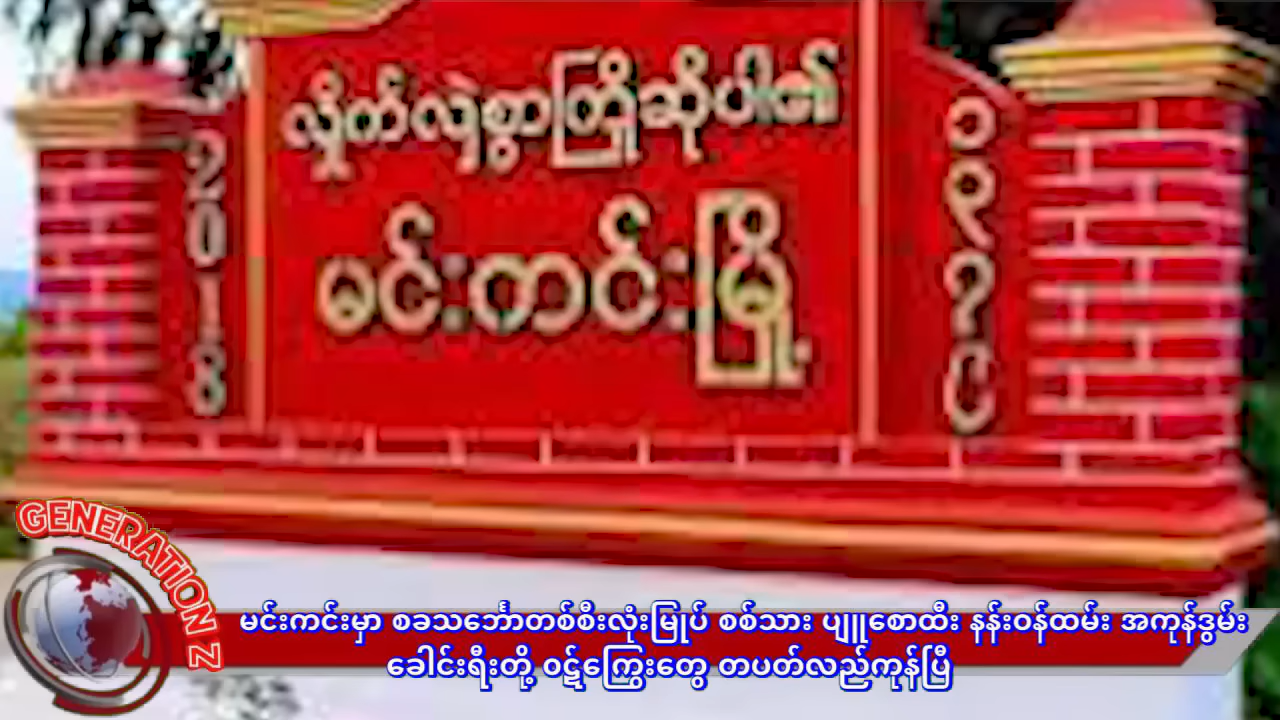 လှိုက်လှဲစွာကြိုဆိုပါ၏
မင်းကင်းမြို့
2018
၁၃၇၉
GENERATION Z
မင်းကင်းမှာ စခသင်္ဘောတစ်စီးလုံးမြုပ် စစ်သား ပျူစောထီး နန်းဝန်ထမ်း အကုန်ဒွမ်း
ခေါင်းရီးတို့ ဝဋ်ကြွေးတွေ တပတ်လည်ကုန်ပြီ